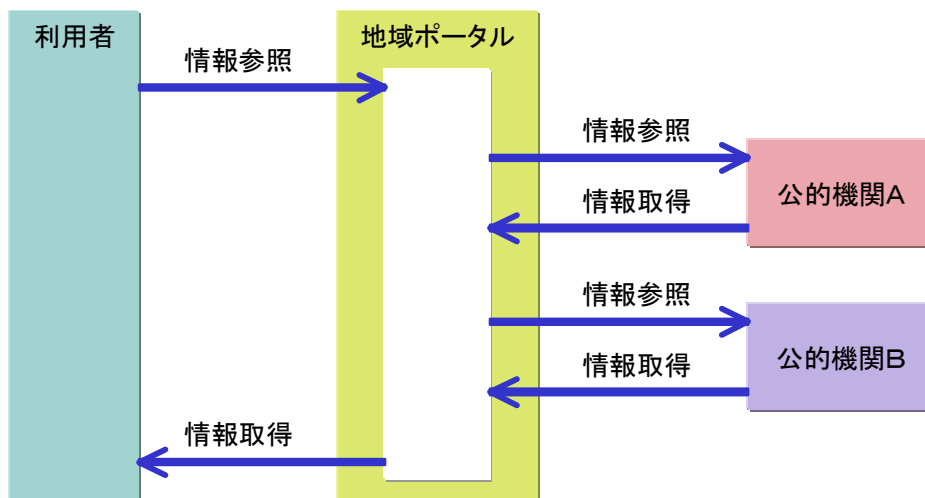 利用者
地域ポータル
情報参照
情報参照
公的機関A
情報取得
情報参照
公的機関B
情報取得
情報取得